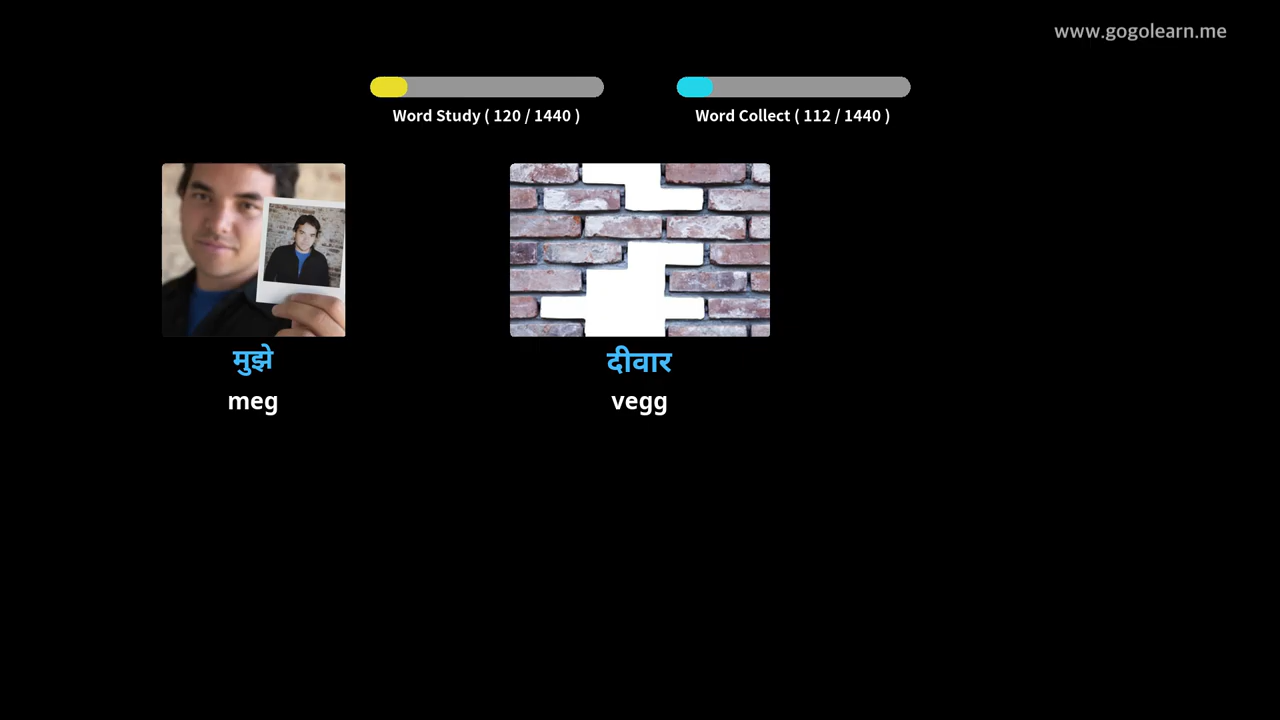 www.gogolearn.me
Word Study ( 120 / 1440 )
Word Collect ( 112 / 1440 )
मुझे
meg
दीवार
vegg